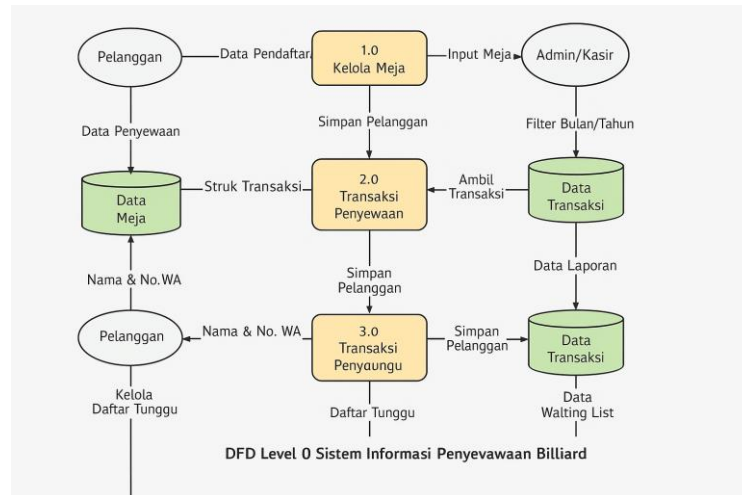 Pelanggan
Data Pendaftar
1.0
Kelola Meja
Input Meja
Admin/Kasir
Data Penyewaan
Simpan Pelanggan
Filter Bulan/Tahun
Data
Meja
Struk Transaksi
2.0
Transaksi
Penyewaan
Ambil
Transaksi
Data
Transaksi
Nama & No.WA
Simpan
Pelanggan
Data Laporan
Pelanggan
Nama & No. WA
3.0
Transaksi
Penyaungu
Simpan
Pelanggan
Data
Transaksi
Kelola
Daftar Tunggu
Daftar Tunggu
Data
Walting List
DFD Level 0 Sistem Informasi Penyevawaan Billiard